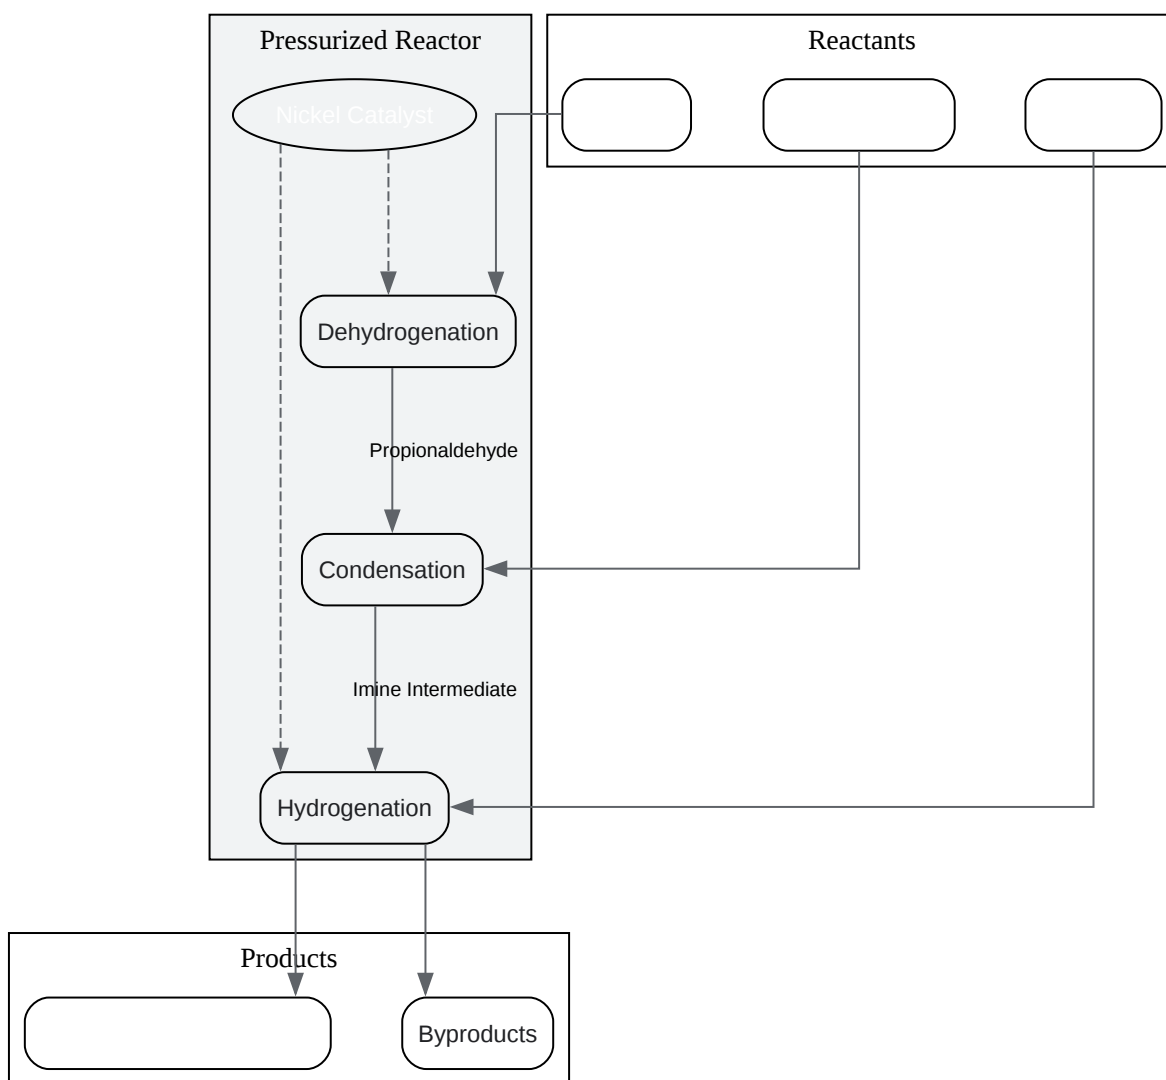 Pressurized Reactor
Reactants
Nickel Catalyst
Dehydrogenation
Propionaldehyde
Condensation
Imine Intermediate
Hydrogenation
Products
Byproducts